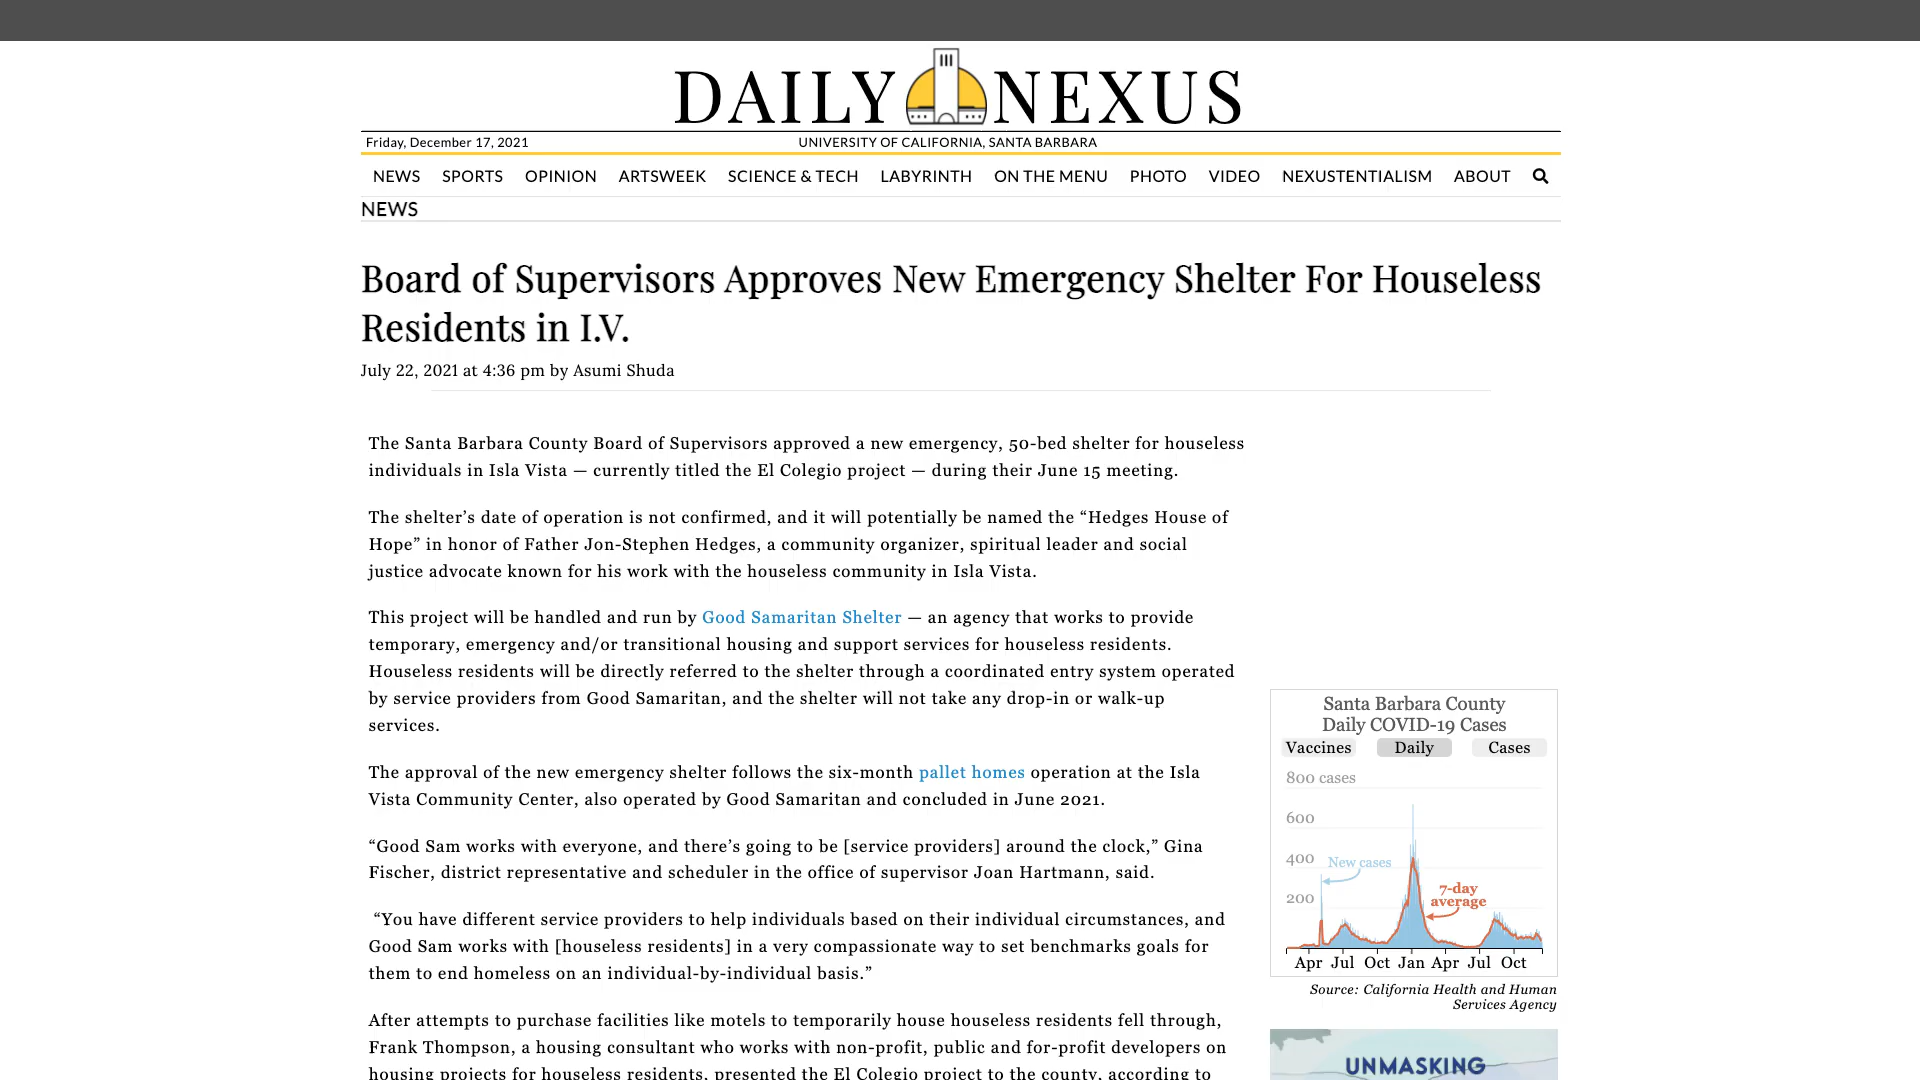 DAILY NEXUS
Friday, December 17, 2021
UNIVERSITY OF CALIFORNIA, SANTA BARBARA
NEWS SPORTS OPINION ARTSWEEK SCIENCE & TECH LABYRINTH ON THE MENU PHOTO VIDEO NEXUSTENTIALISM ABOUT
NEWS
Board of Supervisors Approves New Emergency Shelter For Houseless
Residents in I.V.
July 22, 2021 at 4:36 pm by Asumi Shuda
The Santa Barbara County Board of Supervisors approved a new emergency, 50-bed shelter for houseless
individuals in Isla Vista — currently titled the El Colegio project — during their June 15 meeting.
The shelter’s date of operation is not confirmed, and it will potentially be named the “Hedges House of
Hope” in honor of Father Jon-Stephen Hedges, a community organizer, spiritual leader and social
justice advocate known for his work with the houseless community in Isla Vista.
This project will be handled and run by Good Samaritan Shelter — an agency that works to provide
temporary, emergency and/or transitional housing and support services for houseless residents.
Houseless residents will be directly referred to the shelter through a coordinated entry system operated
by service providers from Good Samaritan, and the shelter will not take any drop-in or walk-up
services.
The approval of the new emergency shelter follows the six-month pallet homes operation at the Isla
Vista Community Center, also operated by Good Samaritan and concluded in June 2021.
“Good Sam works with everyone, and there’s going to be [service providers] around the clock,” Gina
Fischer, district representative and scheduler in the office of supervisor Joan Hartmann, said.
“You have different service providers to help individuals based on their individual circumstances, and
Good Sam works with [houseless residents] in a very compassionate way to set benchmarks goals for
them to end homeless on an individual-by-individual basis.”
After attempts to purchase facilities like motels to temporarily house houseless residents fell through,
Frank Thompson, a housing consultant who works with non-profit, public and for-profit developers on
housing projects for houseless residents, presented the El Colegio project to the county, according to
Santa Barbara County
Daily COVID-19 Cases
Vaccines Daily Cases
800 cases
600
400
200
New cases
7-day
average
Apr Jul Oct Jan Apr Jul Oct
Source: California Health and Human
Services Agency
UNMASKING